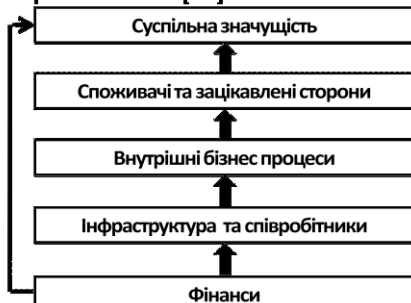 Суспільна значущість
Споживачі та зацікавлені сторони
Внутрішні бізнес процеси
Інфраструктура та співробітники
Фінанси